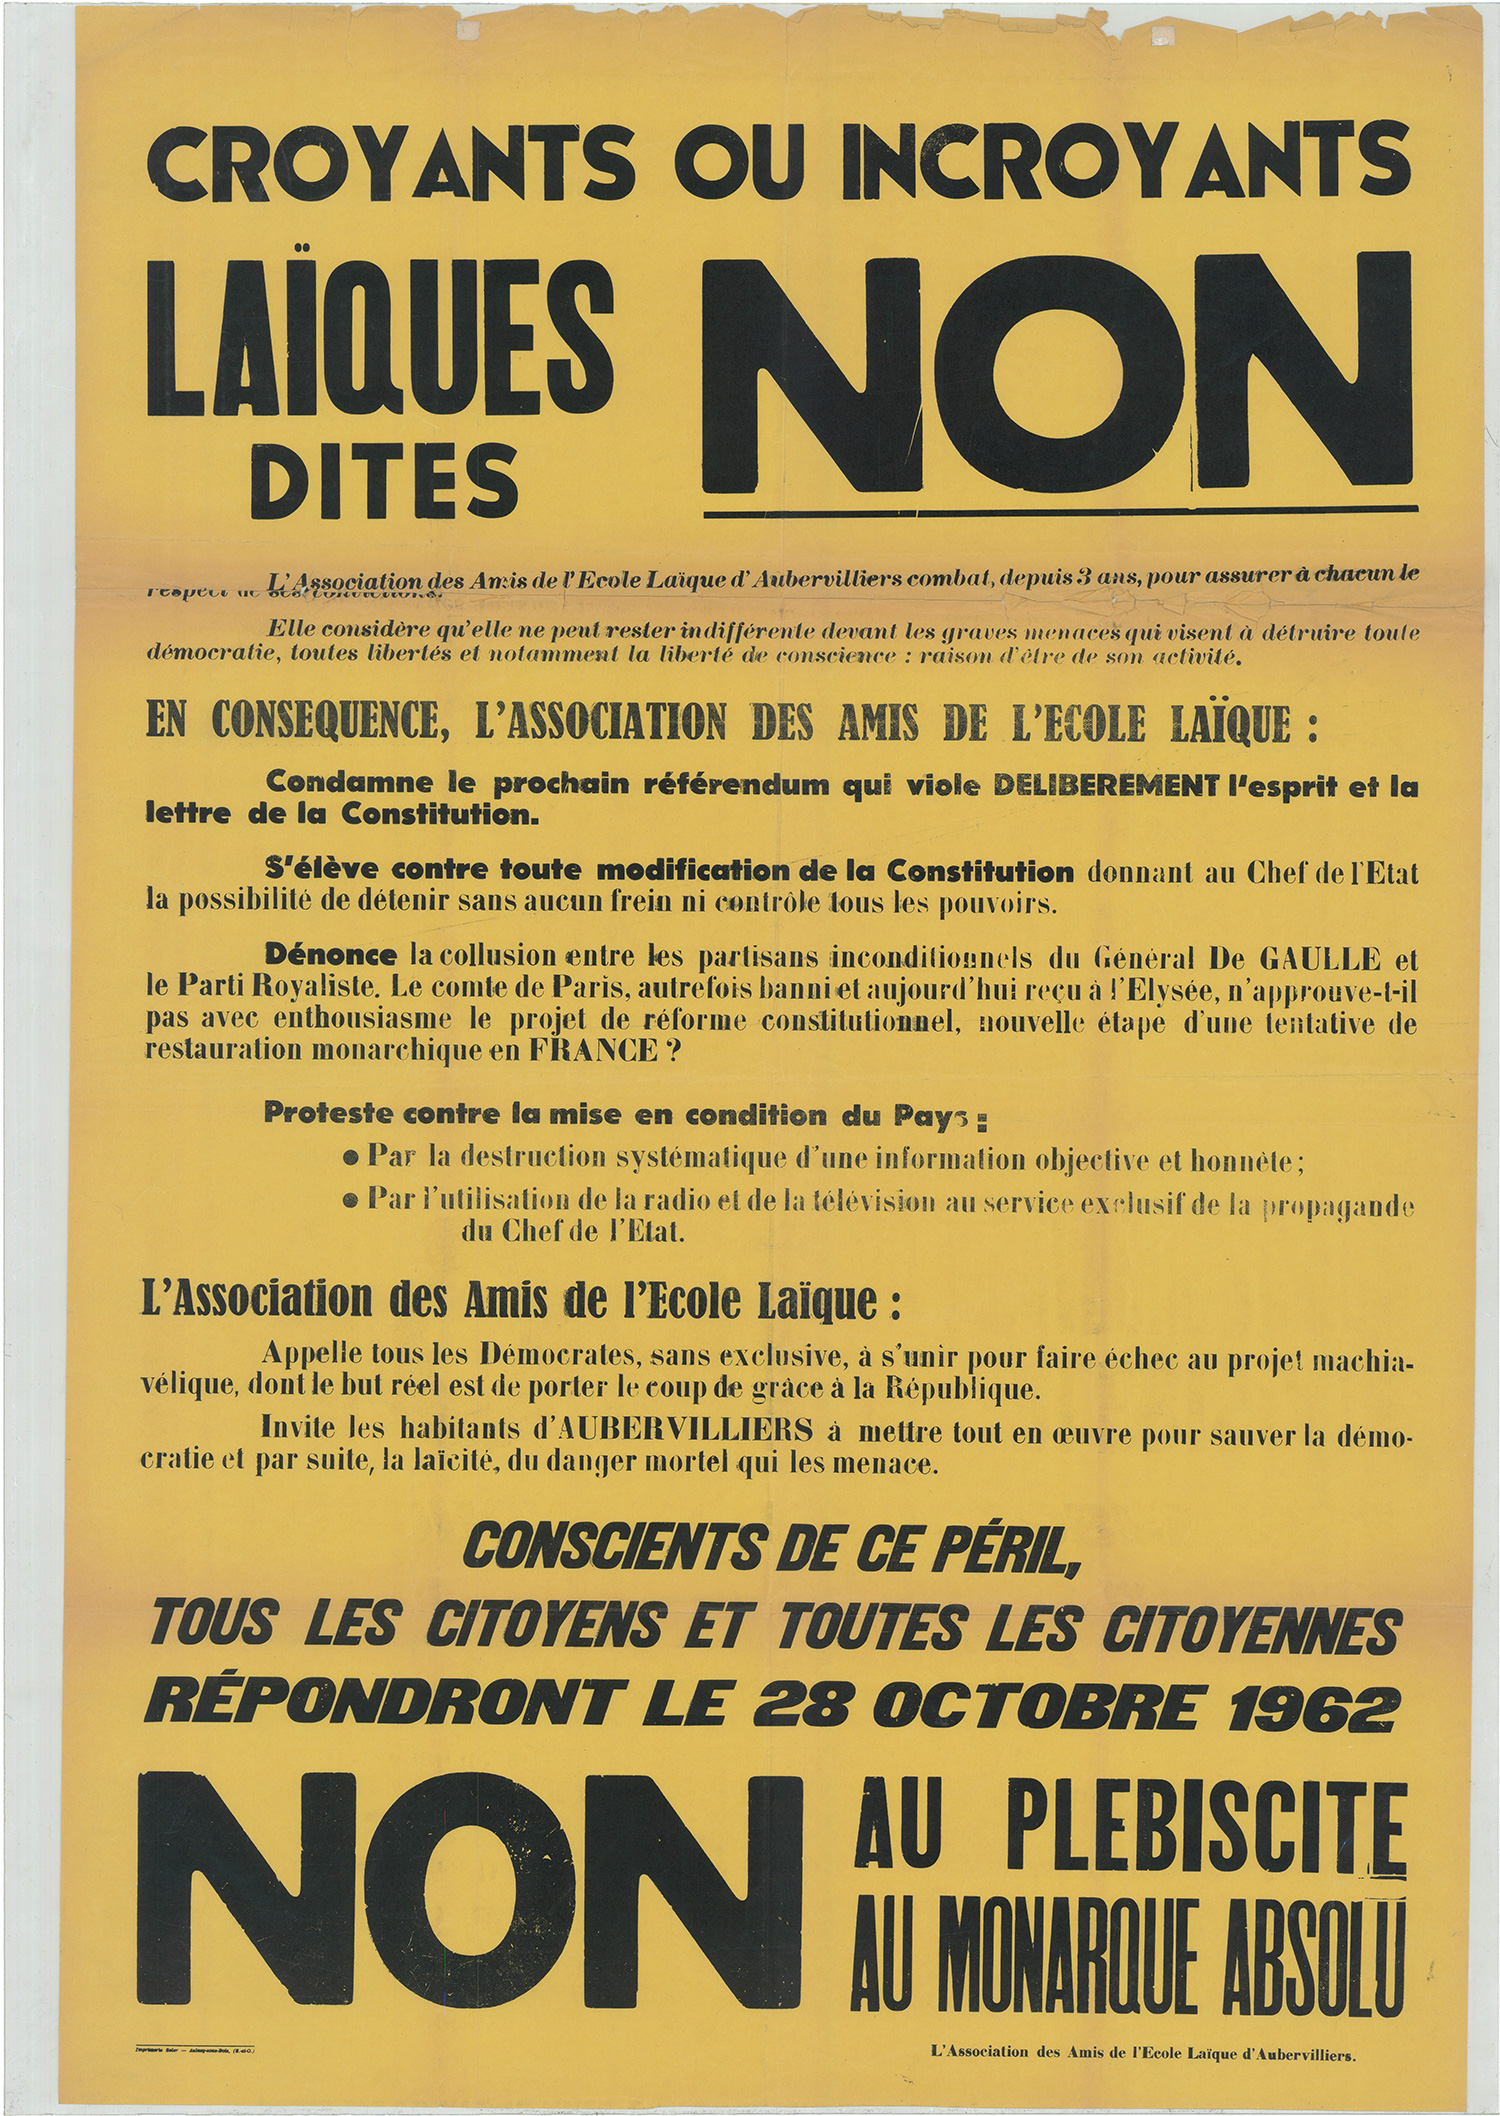 CROYANTS OU INCROYANTS
LAÏQUES
DITES
NON
L'Association des Amis de l'Ecole Laïque d'Aubervilliers combat, depuis 3 ans, pour assurer à chacun le
respect de ses convictions.
Elle considère qu'elle ne peut rester indifférente devant les graves menaces qui visent à détruire toute
démocratie, toutes libertés et notamment la liberté de conscience : raison d'être de son activité.
EN CONSEQUENCE, L'ASSOCIATION DES AMIS DE L'ECOLE LAÏQUE :
Condamne le prochain référendum qui viole DELIBEREMENT l'esprit et la
lettre de la Constitution.
S'élève contre toute modification de la Constitution donnant au Chef de l'Etat
la possibilité de détenir sans aucun frein ni contrôle tous les pouvoirs.
Dénonce la collusion entre les partisans inconditionnels du Général De GAULLE et
le Parti Royaliste. Le comte de Paris, autrefois banni et aujourd'hui reçu à l'Elysée, n'approuve-t-il
pas avec enthousiasme le projet de réforme constitutionnel, nouvelle étape d'une tentative de
restauration monarchique en FRANCE ?
Proteste contre la mise en condition du Pays :
● Par la destruction systématique d'une information objective et honnête ;
● Par l'utilisation de la radio et de la télévision au service exclusif de la propagande
du Chef de l'Etat.
L'Association des Amis de l'Ecole Laïque :
Appelle tous les Démocrates, sans exclusive, à s'unir pour faire échec au projet machia-
vélique, dont le but réel est de porter le coup de grâce à la République.
Invite les habitants d'AUBERVILLIERS à mettre tout en œuvre pour sauver la démo-
cratie et par suite, la laïcité, du danger mortel qui les menace.
CONSCIENTS DE CE PÉRIL,
TOUS LES CITOYENS ET TOUTES LES CITOYENNES
RÉPONDRONT LE 28 OCTOBRE 1962
NON
AU PLEBISCITE
AU MONARQUE ABSOLU
Imprimerie — Aulnay-sous-Bois, (S.-et-O.)
L'Association des Amis de l'Ecole Laïque d'Aubervilliers.